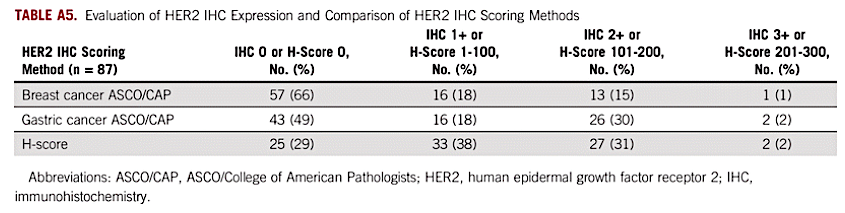 TABLE A5. Evaluation of HER2 IHC Expression and Comparison of HER2 IHC Scoring Methods
HER2 IHC Scoring Method (n = 87) IHC 0 or H-Score 0, No. (%) IHC 1+ or H-Score 1-100, No. (%) IHC 2+ or H-Score 101-200, No. (%) IHC 3+ or H-Score 201-300, No. (%)
Breast cancer ASCO/CAP 57 (66) 16 (18) 13 (15) 1 (1)
Gastric cancer ASCO/CAP 43 (49) 16 (18) 26 (30) 2 (2)
H-score 25 (29) 33 (38) 27 (31) 2 (2)
Abbreviations: ASCO/CAP, ASCO/College of American Pathologists; HER2, human epidermal growth factor receptor 2; IHC,
immunohistochemistry.